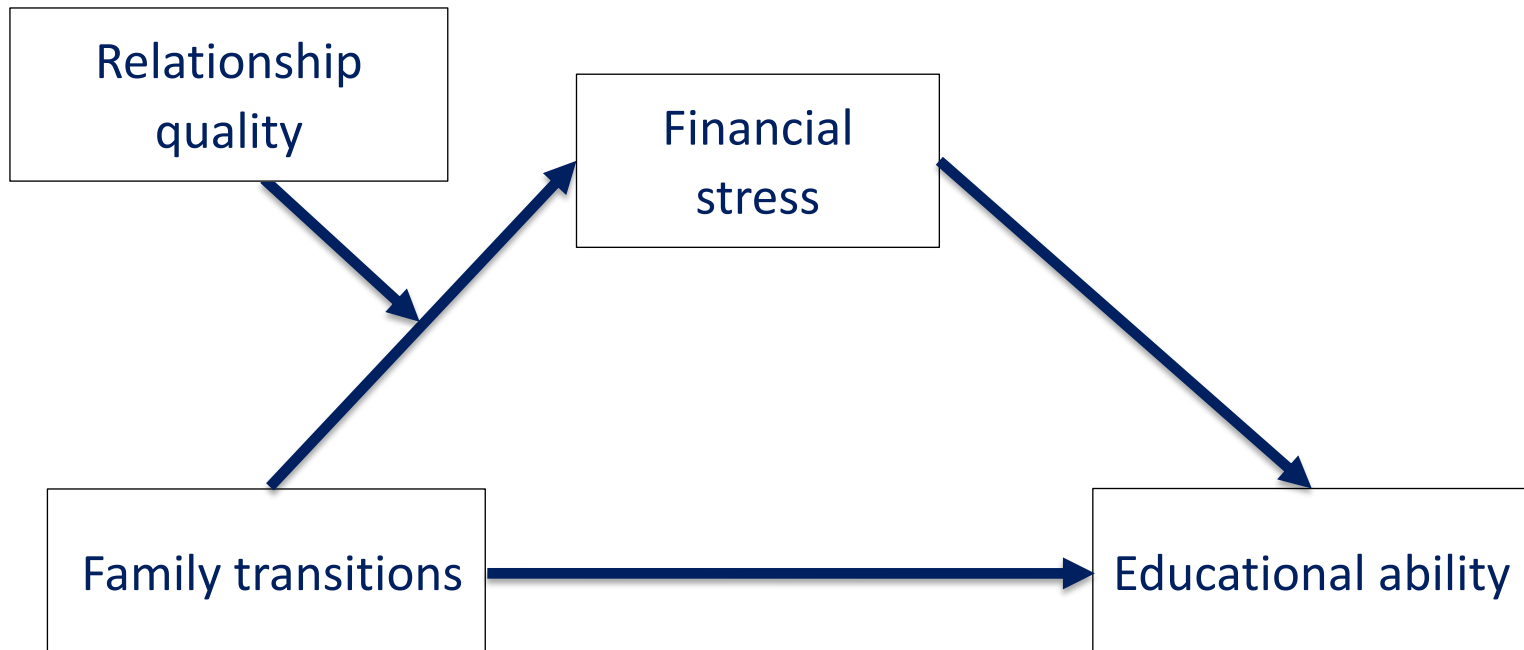 Relationship
quality
Financial
stress
Family transitions
Educational ability